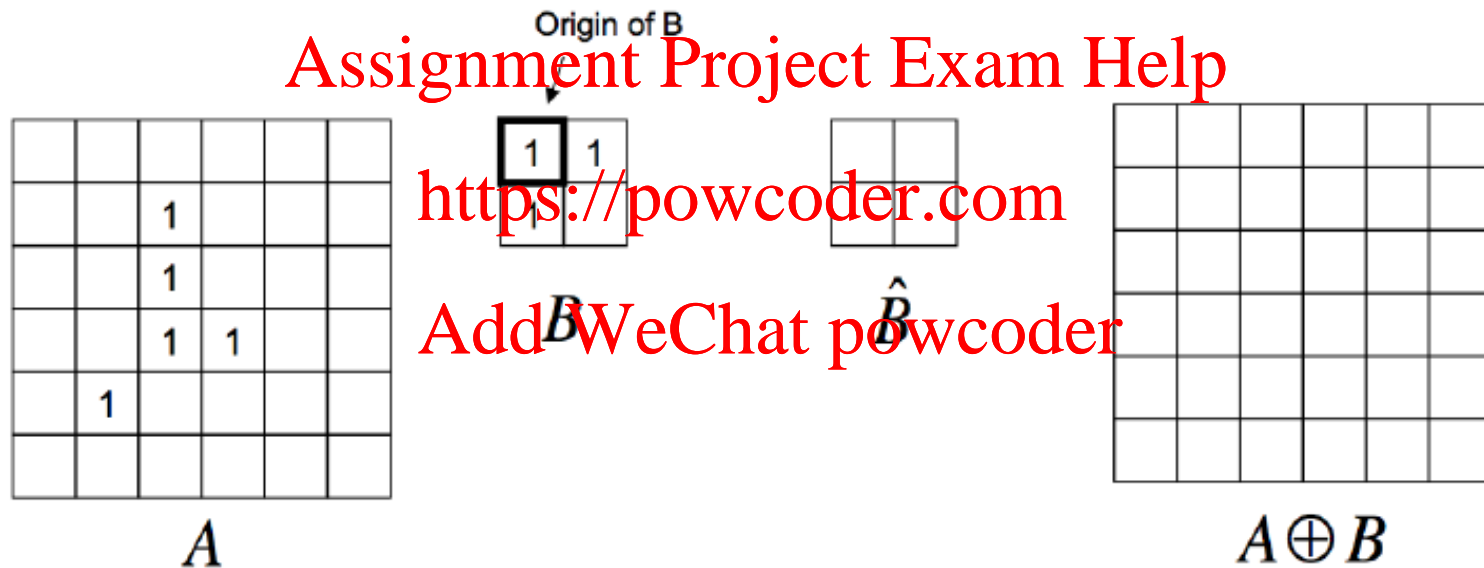 Origin of B
Assignment Project Exam Help
1 1
https://powcoder.com
1
1
1
1 1
1
Add WeChat powcoder
B
B̂
A
A ⊕ B